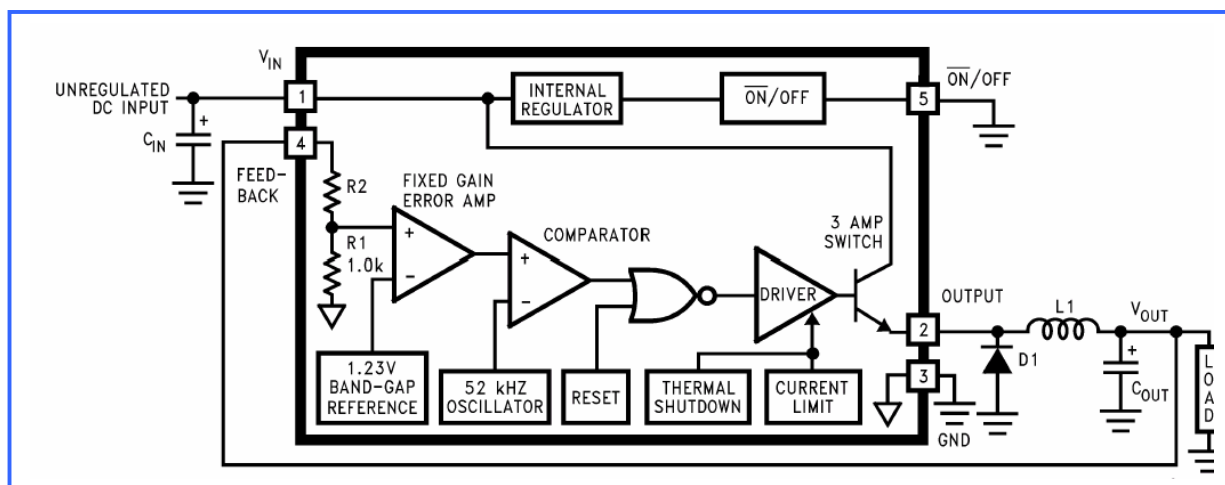 V_IN
UNREGULATED
DC INPUT
C_IN
+
1
4
FEED-
BACK
INTERNAL
REGULATOR
O̅N̅/OFF
5
O̅N̅/OFF
R2
R1
1.0k
FIXED GAIN
ERROR AMP
+
−
COMPARATOR
+
−
DRIVER
3 AMP
SWITCH
1.23V
BAND-GAP
REFERENCE
52 kHZ
OSCILLATOR
RESET
THERMAL
SHUTDOWN
CURRENT
LIMIT
OUTPUT
2
3
GND
D1
L1
V_OUT
+
C_OUT
LOAD